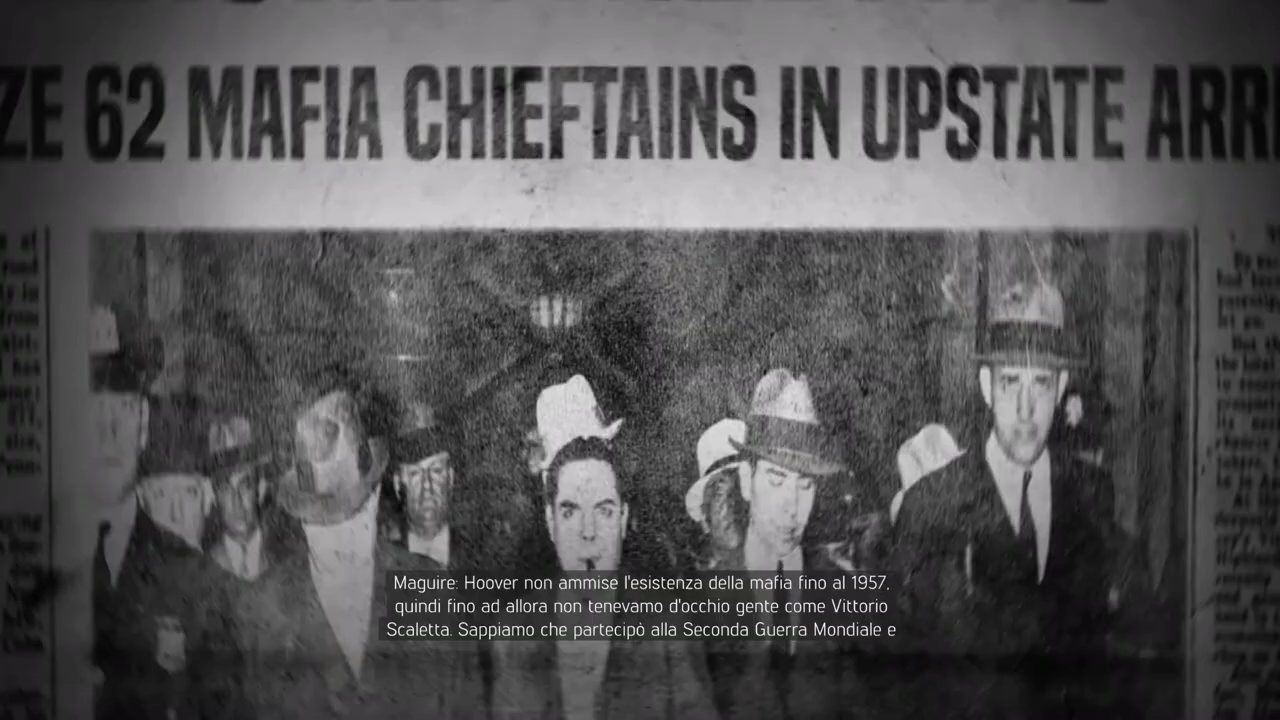 ZE 62 MAFIA CHIEFTAINS IN UPSTATE ARR
Maguire: Hoover non ammise l'esistenza della mafia fino al 1957,
quindi fino ad allora non tenevamo d'occhio gente come Vittorio
Scaletta. Sappiamo che partecipò alla Seconda Guerra Mondiale e